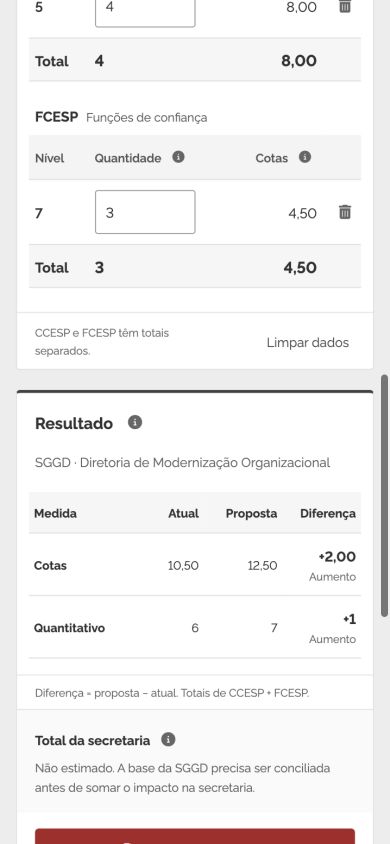 5 4 8,00
Total 4 8,00
FCESP Funções de confiança
Nível Quantidade Cotas
7 3 4,50
Total 3 4,50
CCESP e FCESP têm totais
separados.
Limpar dados
Resultado
SGGD · Diretoria de Modernização Organizacional
Medida Atual Proposta Diferença
Cotas 10,50 12,50 +2,00
Aumento
Quantitativo 6 7 +1
Aumento
Diferença = proposta − atual. Totais de CCESP + FCESP.
Total da secretaria
Não estimado. A base da SGGD precisa ser conciliada
antes de somar o impacto na secretaria.